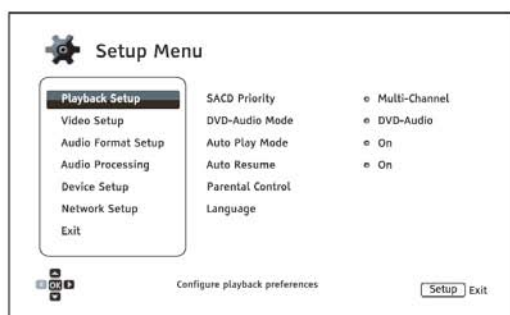 Setup Menu
Playback Setup
Video Setup
Audio Format Setup
Audio Processing
Device Setup
Network Setup
Exit
SACD Priority Multi-Channel
DVD-Audio Mode DVD-Audio
Auto Play Mode On
Auto Resume On
Parental Control
Language
OK
Configure playback preferences
Setup Exit